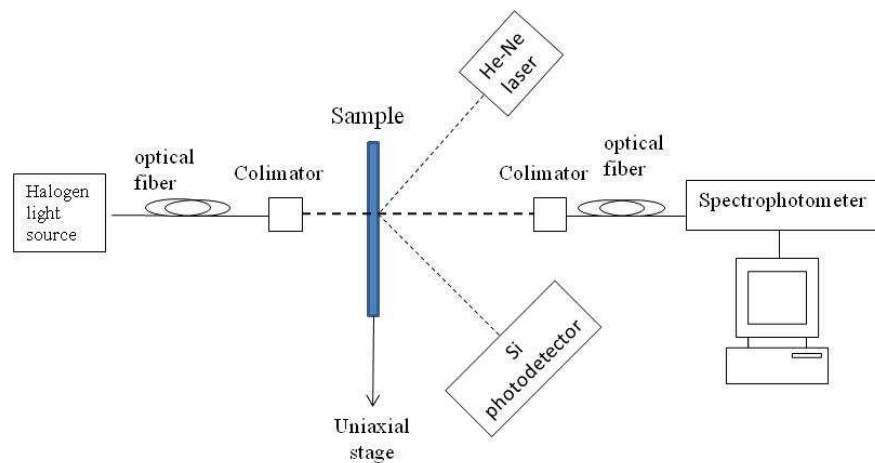 He-Ne
laser
Sample
optical
fiber
optical
fiber
Colimator
Colimator
Halogen
light
source
Spectrophotometer
Si
photodetector
Uniaxial
stage